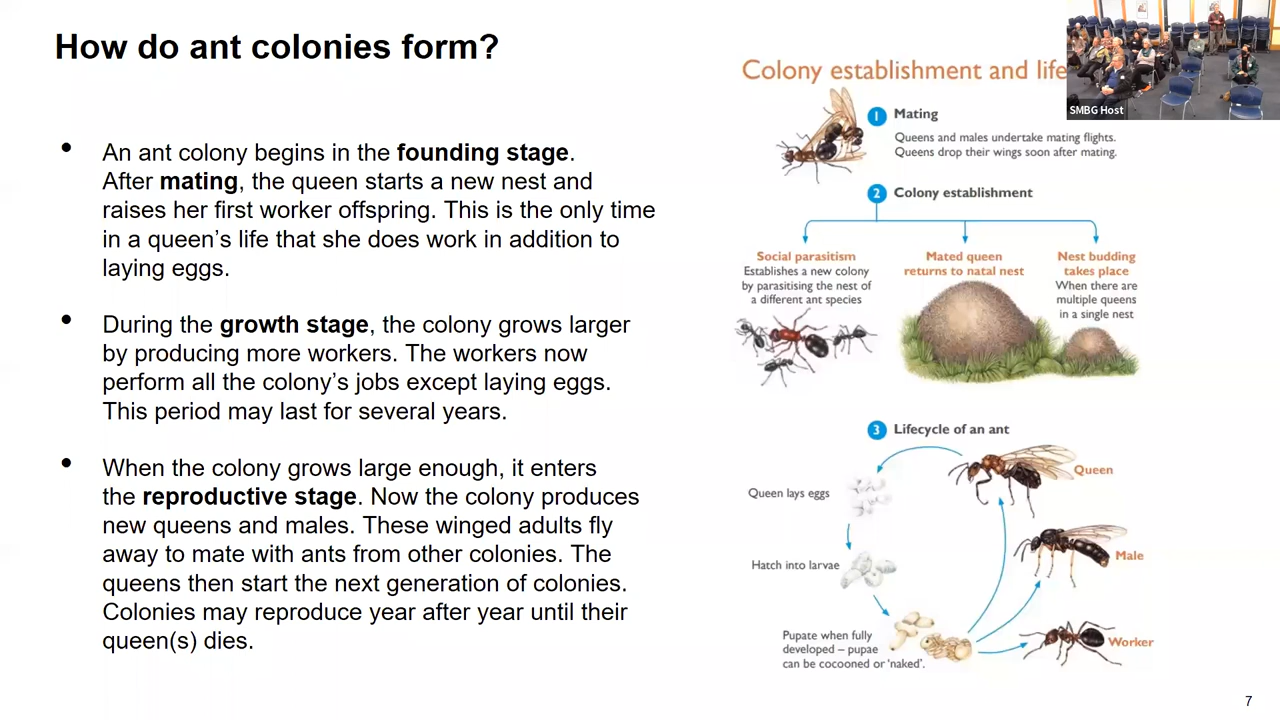 How do ant colonies form?
• An ant colony begins in the founding stage.
After mating, the queen starts a new nest and
raises her first worker offspring. This is the only time
in a queen’s life that she does work in addition to
laying eggs.
• During the growth stage, the colony grows larger
by producing more workers. The workers now
perform all the colony’s jobs except laying eggs.
This period may last for several years.
• When the colony grows large enough, it enters
the reproductive stage. Now the colony produces
new queens and males. These winged adults fly
away to mate with ants from other colonies. The
queens then start the next generation of colonies.
Colonies may reproduce year after year until their
queen(s) dies.
Colony establishment and life
SMBG Host
1 Mating
Queens and males undertake mating flights.
Queens drop their wings soon after mating.
2 Colony establishment
Social parasitism
Establishes a new colony
by parasitising the nest of
a different ant species
Mated queen
returns to natal nest
Nest budding
takes place
When there are
multiple queens
in a single nest
3 Lifecycle of an ant
Queen
Queen lays eggs
Male
Hatch into larvae
Pupate when fully
developed – pupae
can be cocooned or ‘naked’.
Worker
7